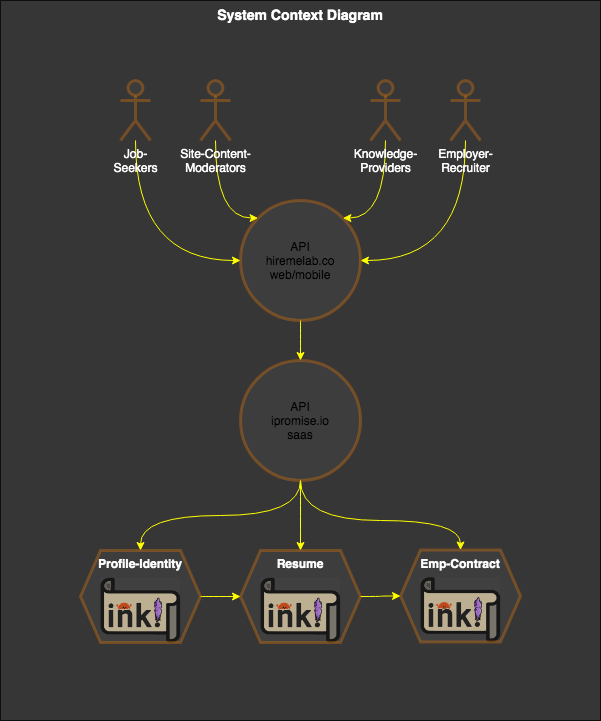 System Context Diagram
Job-
Seekers
Site-Content-
Moderators
Knowledge-
Providers
Employer-
Recruiter
API
hiremelab.co
web/mobile
API
ipromise.io
saas
Profile-Identity
Resume
Emp-Contract
ink!
ink!
ink!